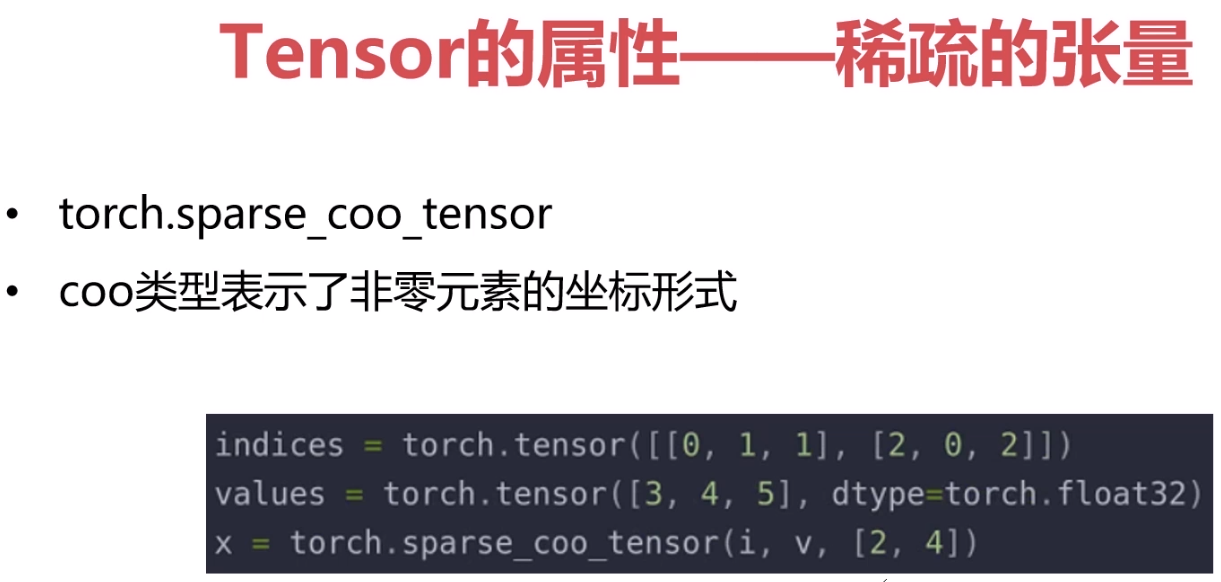 Tensor的属性——稀疏的张量
• torch.sparse_coo_tensor
• coo类型表示了非零元素的坐标形式
indices = torch.tensor([[0, 1, 1], [2, 0, 2]])
values = torch.tensor([3, 4, 5], dtype=torch.float32)
x = torch.sparse_coo_tensor(i, v, [2, 4])